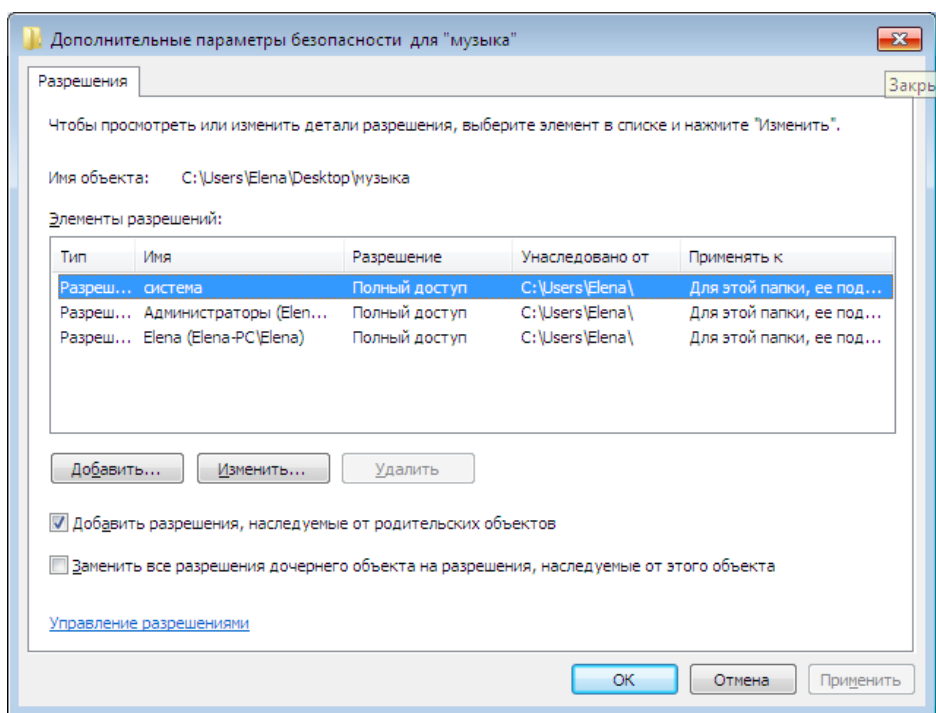 Дополнительные параметры безопасности для "музыка"
Разрешения
Закры
Чтобы просмотреть или изменить детали разрешения, выберите элемент в списке и нажмите "Изменить".
Имя объекта: C:\Users\Elena\Desktop\музыка
Элементы разрешений:
Тип Имя Разрешение Унаследовано от Применять к
Разреш... система Полный доступ C:\Users\Elena\ Для этой папки, ее под...
Разреш... Администраторы (Elen... Полный доступ C:\Users\Elena\ Для этой папки, ее под...
Разреш... Elena (Elena-PC\Elena) Полный доступ C:\Users\Elena\ Для этой папки, ее под...
Добавить... Изменить... Удалить
Добавить разрешения, наследуемые от родительских объектов
Заменить все разрешения дочернего объекта на разрешения, наследуемые от этого объекта
Управление разрешениями
ОК Отмена Применить